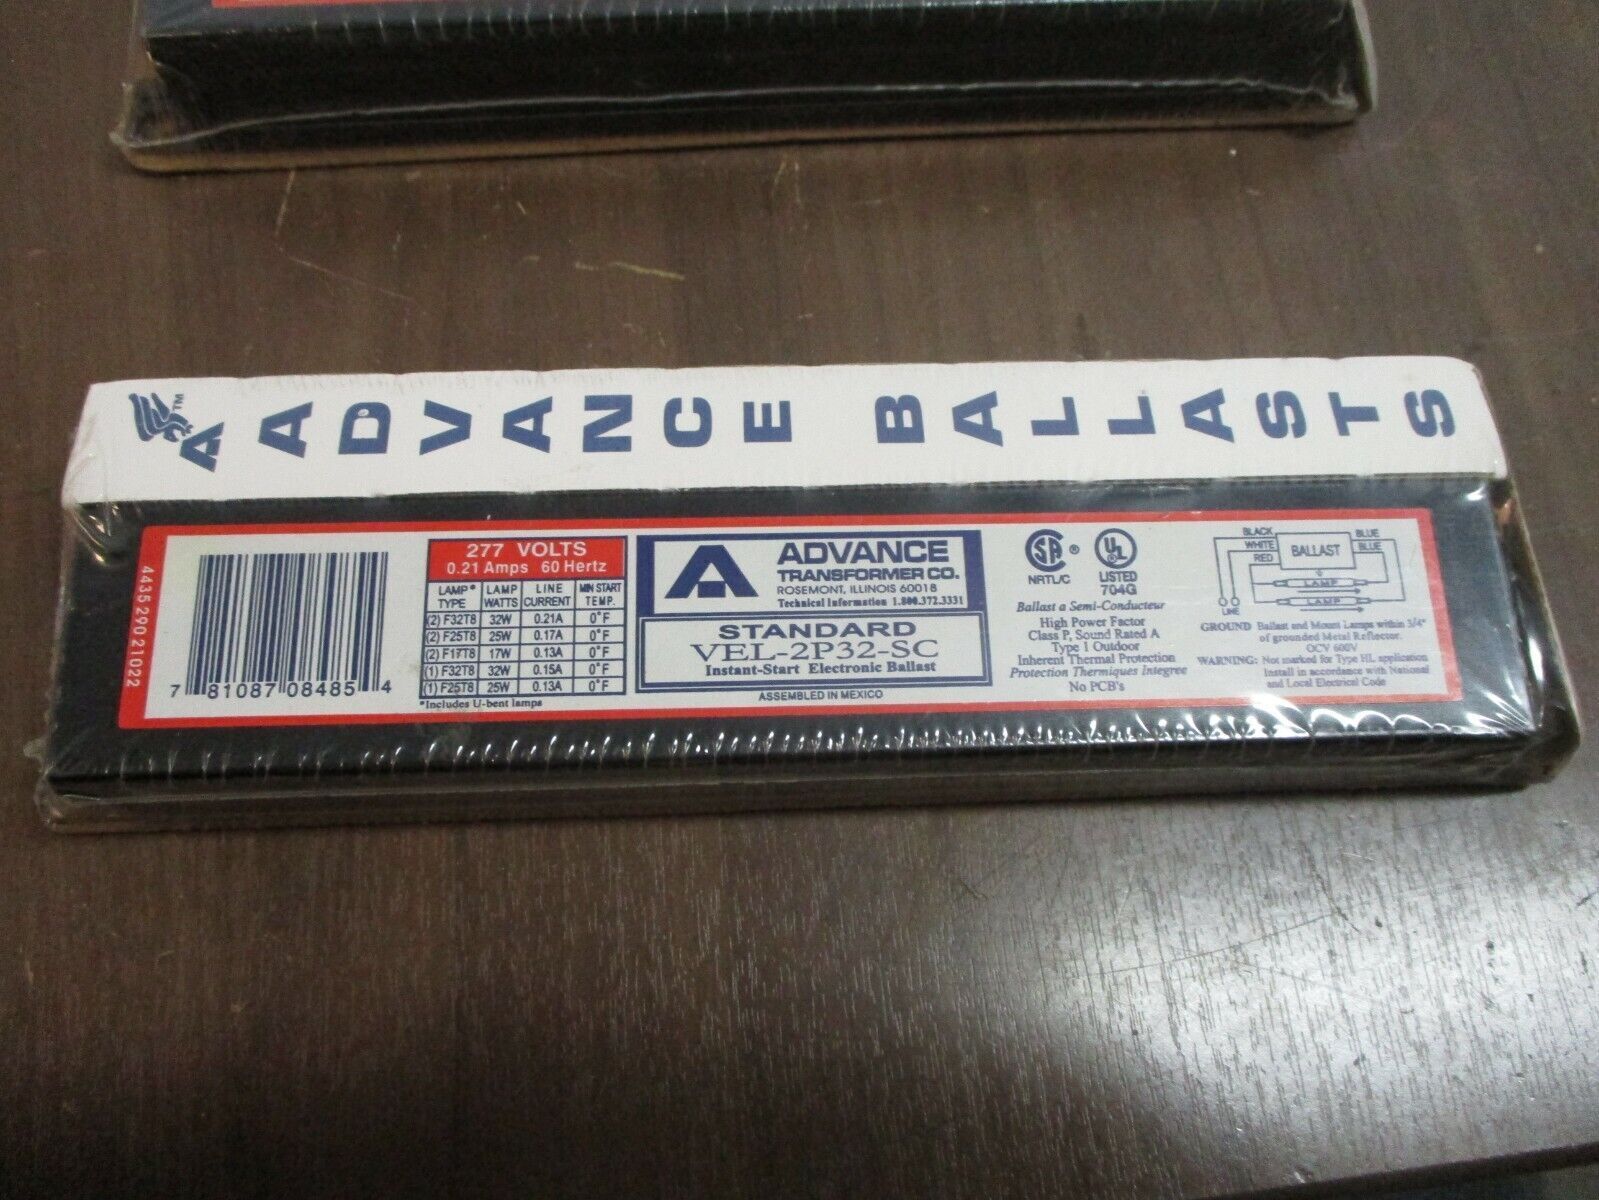 A™ ADVANCE BALLASTS
4435 290 21022
7 81087 08485 4
277 VOLTS
0.21 Amps 60 Hertz
LAMP* TYPE LAMP WATTS LINE CURRENT MIN START TEMP.
(2) F32T8 32W 0.21A 0°F
(2) F25T8 25W 0.17A 0°F
(2) F17T8 17W 0.13A 0°F
(1) F32T8 32W 0.15A 0°F
(1) F25T8 25W 0.13A 0°F
*Includes U-bent lamps
ADVANCE
TRANSFORMER CO.
ROSEMONT, ILLINOIS 60018
Technical Information 1.800.372.3331
STANDARD
VEL-2P32-SC
Instant-Start Electronic Ballast
ASSEMBLED IN MEXICO
SA ® UL
NRTL/C LISTED
704G
Ballast a Semi-Conducteur
High Power Factor
Class P, Sound Rated A
Type 1 Outdoor
Inherent Thermal Protection
Protection Thermiques Integree
No PCB's
BLACK
WHITE
RED
BALLAST
BLUE
BLUE
LAMP
LAMP
LINE
GROUND Ballast and Mount Lamps within 3/4"
of grounded Metal Reflector.
OCV 600V
WARNING: Not marked for Type HL application
Install in accordance with National
and Local Electrical Code